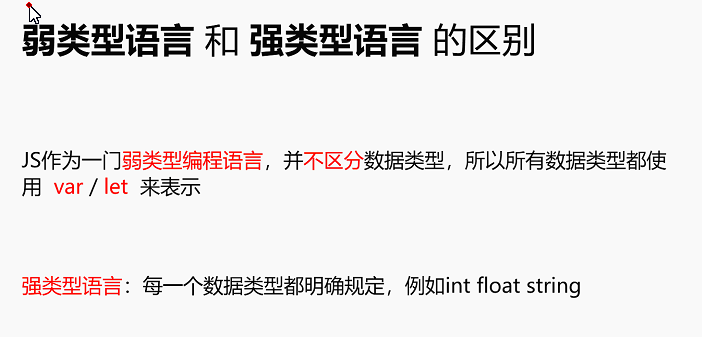 弱类型语言 和 强类型语言 的区别
JS作为一门弱类型编程语言，并不区分数据类型，所以所有数据类型都使
用 var / let 来表示
强类型语言：每一个数据类型都明确规定，例如int float string